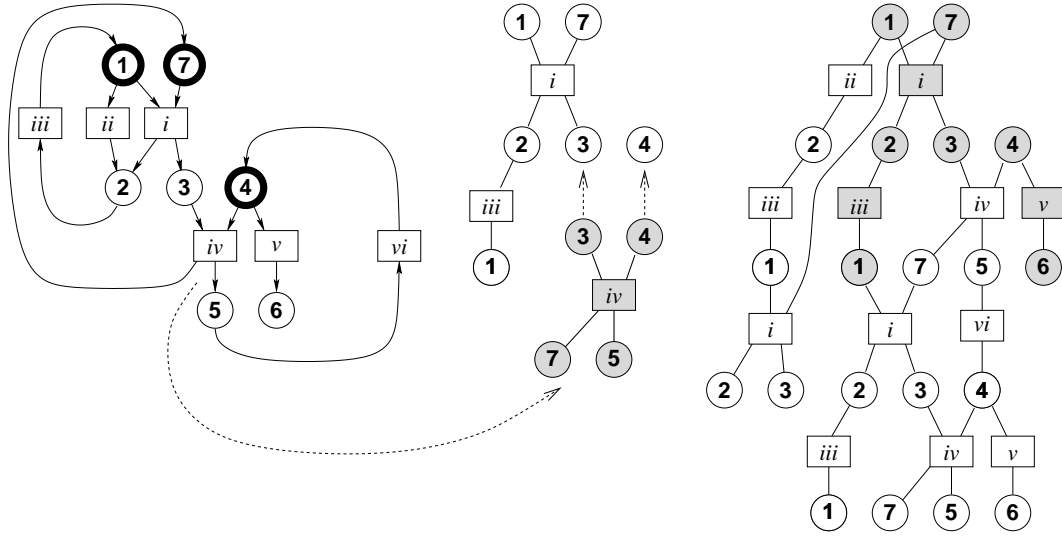 1 7
iii ii i
2 3 4
iv v vi
5 6
1 7
i
2 3 4
iii
1 3 4
iv
7 5
1 7
ii i
2 2 3 4
iii iii iv v
1 1 7 5 6
i i vi
2 3 2 3 4
iii iv v
1 7 5 6